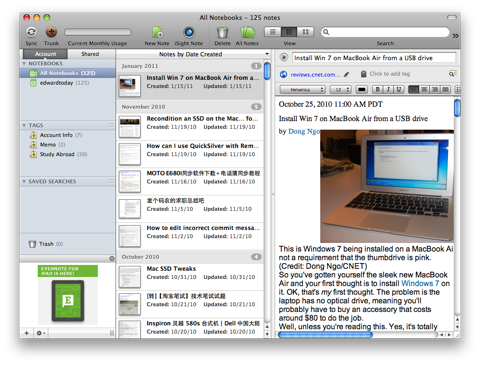 All Notebooks — 125 notes
Sync
Trunk
Current Monthly Usage
New Note
iSight Note
Delete
All Notes
View
Search
Account
Shared
Notes by Date Created
Install Win 7 on MacBook Air from a USB drive
reviews.cnet.com...
Click to add tag
Helvetica
12
B
I
U
NOTEBOOKS
All Notebooks (125)
edwardtoday
TAGS
Account Info (7)
Memo (2)
Study Abroad (30)
SAVED SEARCHES
Trash (0)
EVERNOTE FOR
IPAD IS HERE!
January 2011
1
Install Win 7 on MacBook Air from a...
Created: 1/15/11 Updated: 1/15/11
November 2010
5
Recondition an SSD on the Mac... fo
Created: 11/19/10 Updated: 11/19/10
How can I use QuickSilver with Rem...
Created: 11/19/10 Updated: 11/19/10
MOTO E680I同步软件下载+电话簿同步教程
Created: 11/5/10 Updated: 11/5/10
发个码农的求职总结吧
Created: 11/5/10 Updated: 11/5/10
How to edit incorrect commit messa...
Created: 11/2/10 Updated: 11/2/10
October 2010
4
Mac SSD Tweaks
Created: 10/31/10 Updated: 10/31/10
[转]【淘宝笔试】技术笔试试题
Created: 10/21/10 Updated: 10/21/10
Inspiron 灵越 580s 台式机 | Dell 中国大陆
Created: 10/20/10 Updated: 10/20/10
October 25, 2010 11:00 AM PDT
Install Win 7 on MacBook Air from a USB drive
by Dong Ngo
This is Windows 7 being installed on a MacBook Ai
not a requirement that the thumbdrive is pink.
(Credit: Dong Ngo/CNET)
So you've gotten yourself the sleek new MacBook
Air and your first thought is to install Windows 7 on
it. OK, that's my first thought. The problem is the
laptop has no optical drive, meaning you'll
probably have to buy an accessory that costs
around $80 to do the job.
Well, unless you're reading this. Yes, it's totally